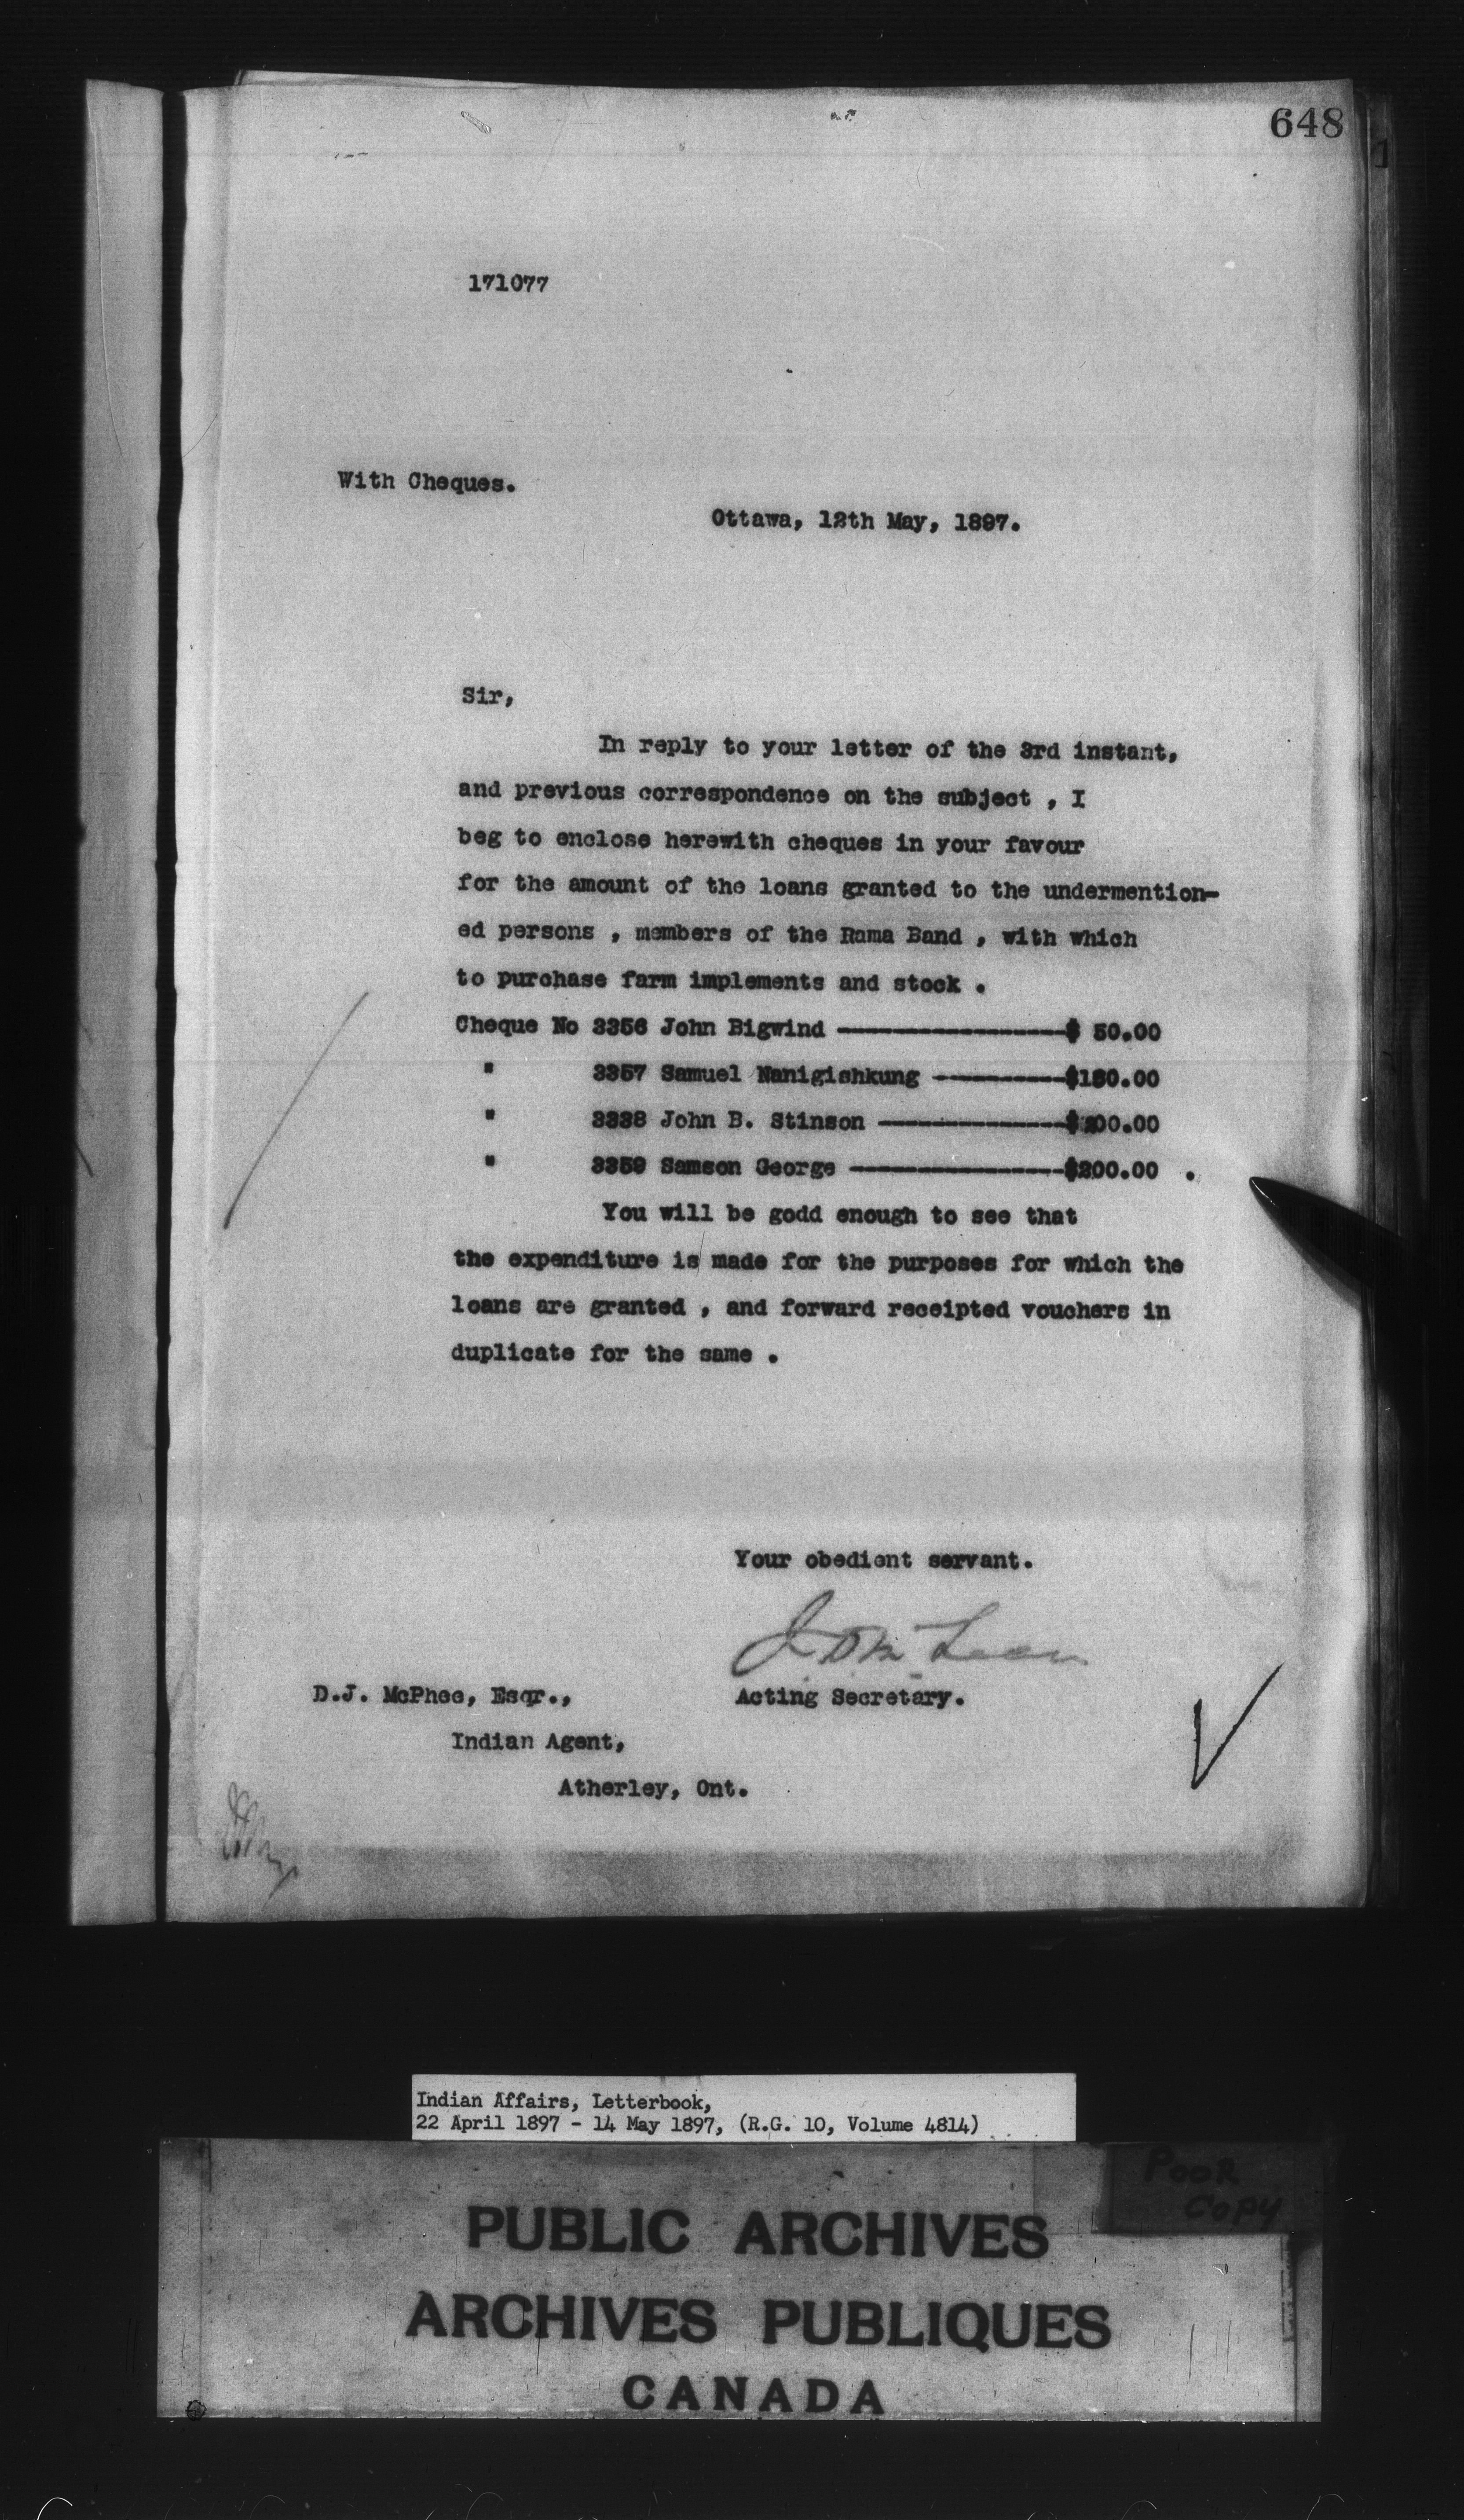 648
171077
With Cheques.
Ottawa, 12th May, 1897.
Sir,
In reply to your letter of the 3rd instant,
and previous correspondence on the subject , I
beg to enclose herewith cheques in your favour
for the amount of the loans granted to the undermention-
ed persons , members of the Rama Band , with which
to purchase farm implements and stock .
Cheque No 3356 John Bigwind $ 50.00
" 3357 Samuel Nanigishkung
" John B. Stinson
" 3359 Samson George $200.00 .
You will be godd enough to see that
the expenditure is made for the purposes for which the
loans are granted , and forward receipted vouchers in
duplicate for the same .
Your obedient servant.
J D McLean
Acting Secretary.
D.J. McPhee, Esqr.,
Indian Agent,
Atherley, Ont.
Indian Affairs, Letterbook,
22 April 1897 - 14 May 1897, (R.G. 10, Volume 4814)
POOR
COPY
PUBLIC ARCHIVES
ARCHIVES PUBLIQUES
CANADA